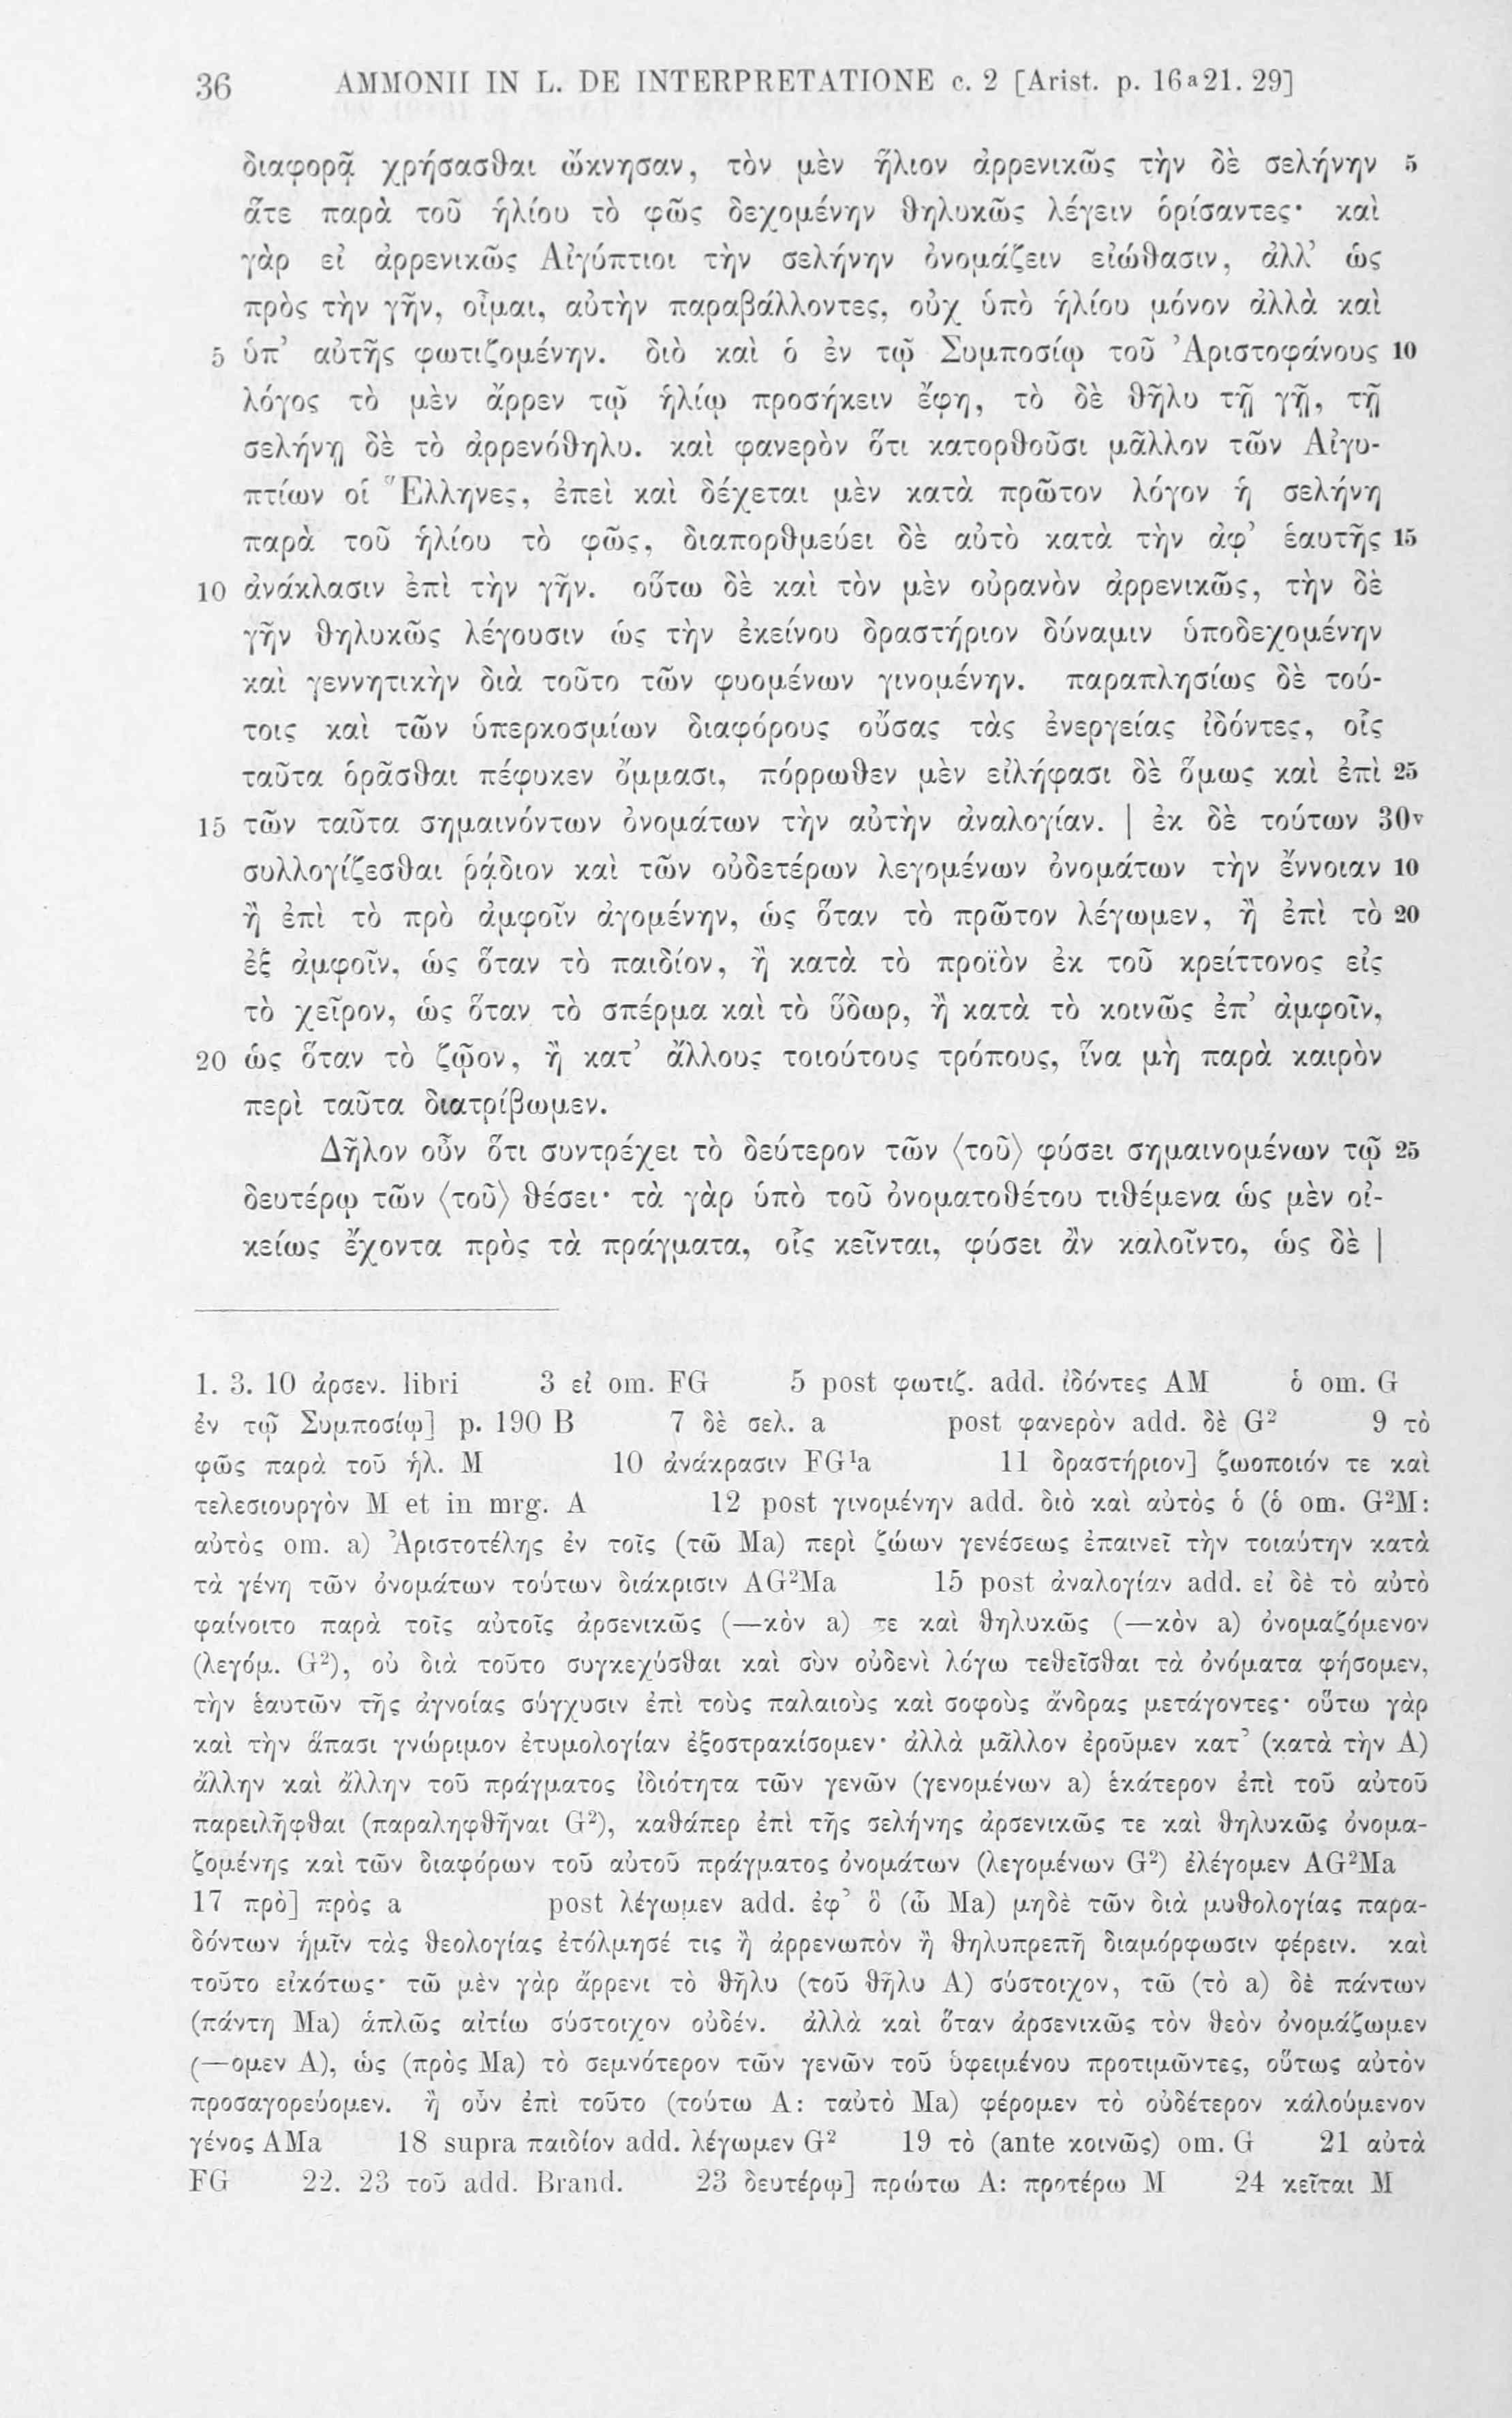 36 AMMONII IN L. DE INTERPRETATIONE c. 2 [Arist. p. 16a21. 29]
διαφορᾷ χρήσασθαι ὤκνησαν, τὸν μὲν ἥλιον ἀρρενικῶς τὴν δὲ σελήνην 5
ἅτε παρὰ τοῦ ἡλίου τὸ φῶς δεχομένην θηλυκῶς λέγειν ὁρίσαντες· καὶ
γὰρ εἰ ἀρρενικῶς Αἰγύπτιοι τὴν σελήνην ὀνομάζειν εἰώθασιν, ἀλλ’ ὡς
πρὸς τὴν γῆν, οἶμαι, αὐτὴν παραβάλλοντες, οὐχ ὑπὸ ἡλίου μόνον ἀλλὰ καὶ
5 ὑπ’ αὐτῆς φωτιζομένην. διὸ καὶ ὁ ἐν τῷ Συμποσίῳ τοῦ Ἀριστοφάνους 10
λόγος τὸ μὲν ἄρρεν τῷ ἡλίῳ προσήκειν ἔφη, τὸ δὲ θῆλυ τῇ γῇ, τῇ
σελήνῃ δὲ τὸ ἀρρενόθηλυ. καὶ φανερὸν ὅτι κατορθοῦσι μᾶλλον τῶν Αἰγυ-
πτίων οἱ Ἕλληνες, ἐπεὶ καὶ δέχεται μὲν κατὰ πρῶτον λόγον ἡ σελήνη
παρὰ τοῦ ἡλίου τὸ φῶς, διαπορθμεύει δὲ αὐτὸ κατὰ τὴν ἀφ’ ἑαυτῆς 15
10 ἀνάκλασιν ἐπὶ τὴν γῆν. οὕτω δὲ καὶ τὸν μὲν οὐρανὸν ἀρρενικῶς, τὴν δὲ
γῆν θηλυκῶς λέγουσιν ὡς τὴν ἐκείνου δραστήριον δύναμιν ὑποδεχομένην
καὶ γεννητικὴν διὰ τοῦτο τῶν φυομένων γινομένην. παραπλησίως δὲ τού-
τοις καὶ τῶν ὑπερκοσμίων διαφόρους οὔσας τὰς ἐνεργείας ἰδόντες, οἷς
ταῦτα ὁρᾶσθαι πέφυκεν ὄμμασι, πόρρωθεν μὲν εἰλήφασι δὲ ὅμως καὶ ἐπὶ 25
15 τῶν ταῦτα σημαινόντων ὀνομάτων τὴν αὐτὴν ἀναλογίαν. | ἐκ δὲ τούτων 30v
συλλογίζεσθαι ῥᾴδιον καὶ τῶν οὐδετέρων λεγομένων ὀνομάτων τὴν ἔννοιαν 10
ἢ ἐπὶ τὸ πρὸ ἀμφοῖν ἀγομένην, ὡς ὅταν τὸ πρῶτον λέγωμεν, ἢ ἐπὶ τὸ 20
ἐξ ἀμφοῖν, ὡς ὅταν τὸ παιδίον, ἢ κατὰ τὸ προϊὸν ἐκ τοῦ κρείττονος εἰς
τὸ χεῖρον, ὡς ὅταν τὸ σπέρμα καὶ τὸ ὕδωρ, ἢ κατὰ τὸ κοινῶς ἐπ’ ἀμφοῖν,
20 ὡς ὅταν τὸ ζῷον, ἢ κατ’ ἄλλους τοιούτους τρόπους, ἵνα μὴ παρὰ καιρὸν
περὶ ταῦτα διατρίβωμεν.
Δῆλον οὖν ὅτι συντρέχει τὸ δεύτερον τῶν ⟨τοῦ⟩ φύσει σημαινομένων τῷ 25
δευτέρῳ τῶν ⟨τοῦ⟩ θέσει· τὰ γὰρ ὑπὸ τοῦ ὀνοματοθέτου τιθέμενα ὡς μὲν οἰ-
κείως ἔχοντα πρὸς τὰ πράγματα, οἷς κεῖνται, φύσει ἂν καλοῖντο, ὡς δὲ |
1. 3. 10 ἀρσεν. libri 3 εἰ om. FG 5 post φωτιζ. add. ἰδόντες AM ὁ om. G
ἐν τῷ Συμποσίῳ] p. 190 B 7 δὲ σελ. a post φανερὸν add. δὲ G² 9 τὸ
φῶς παρὰ τοῦ ἡλ. M 10 ἀνάκρασιν FG¹a 11 δραστήριον] ζωοποιόν τε καὶ
τελεσιουργὸν M et in mrg. A 12 post γινομένην add. διὸ καὶ αὐτὸς ὁ (ὁ om. G²M:
αὐτὸς om. a) Ἀριστοτέλης ἐν τοῖς (τῶ Ma) περὶ ζώων γενέσεως ἐπαινεῖ τὴν τοιαύτην κατὰ
τὰ γένη τῶν ὀνομάτων τούτων διάκρισιν AG²Ma 15 post ἀναλογίαν add. εἰ δὲ τὸ αὐτὸ
φαίνοιτο παρὰ τοῖς αὐτοῖς ἀρσενικῶς (—κὸν a) τε καὶ θηλυκῶς (—κὸν a) ὀνομαζόμενον
(λεγόμ. G²), οὐ διὰ τοῦτο συγκεχύσθαι καὶ σὺν οὐδενὶ λόγω τεθεῖσθαι τὰ ὀνόματα φήσομεν,
τὴν ἑαυτῶν τῆς ἀγνοίας σύγχυσιν ἐπὶ τοὺς παλαιοὺς καὶ σοφοὺς ἄνδρας μετάγοντες· οὕτω γὰρ
καὶ τὴν ἅπασι γνώριμον ἐτυμολογίαν ἐξοστρακίσομεν· ἀλλὰ μᾶλλον ἐροῦμεν κατ’ (κατὰ τὴν A)
ἄλλην καὶ ἄλλην τοῦ πράγματος ἰδιότητα τῶν γενῶν (γενομένων a) ἑκάτερον ἐπὶ τοῦ αὐτοῦ
παρειλῆφθαι (παραληφθῆναι G²), καθάπερ ἐπὶ τῆς σελήνης ἀρσενικῶς τε καὶ θηλυκῶς ὀνομα-
ζομένης καὶ τῶν διαφόρων τοῦ αὐτοῦ πράγματος ὀνομάτων (λεγομένων G²) ἐλέγομεν AG²Ma
17 πρὸ] πρὸς a post λέγωμεν add. ἐφ’ ὃ (ὧ Ma) μηδὲ τῶν διὰ μυθολογίας παρα-
δόντων ἡμῖν τὰς θεολογίας ἐτόλμησέ τις ἢ ἀρρενωπὸν ἢ θηλυπρεπῆ διαμόρφωσιν φέρειν. καὶ
τοῦτο εἰκότως· τῶ μὲν γὰρ ἄρρενι τὸ θῆλυ (τοῦ θῆλυ A) σύστοιχον, τῶ (τὸ a) δὲ πάντων
(πάντη Ma) ἁπλῶς αἰτίω σύστοιχον οὐδέν. ἀλλὰ καὶ ὅταν ἀρσενικῶς τὸν θεὸν ὀνομάζωμεν
(—ομεν A), ὡς (πρὸς Ma) τὸ σεμνότερον τῶν γενῶν τοῦ ὑφειμένου προτιμῶντες, οὕτως αὐτὸν
προσαγορεύομεν. ἢ οὖν ἐπὶ τοῦτο (τούτω A: ταὐτὸ Ma) φέρομεν τὸ οὐδέτερον κάλούμενον
γένος AMa 18 supra παιδίον add. λέγωμεν G² 19 τὸ (ante κοινῶς) om. G 21 αὐτὰ
FG 22. 23 τοῦ add. Brand. 23 δευτέρῳ] πρώτω A: προτέρω M 24 κεῖται M